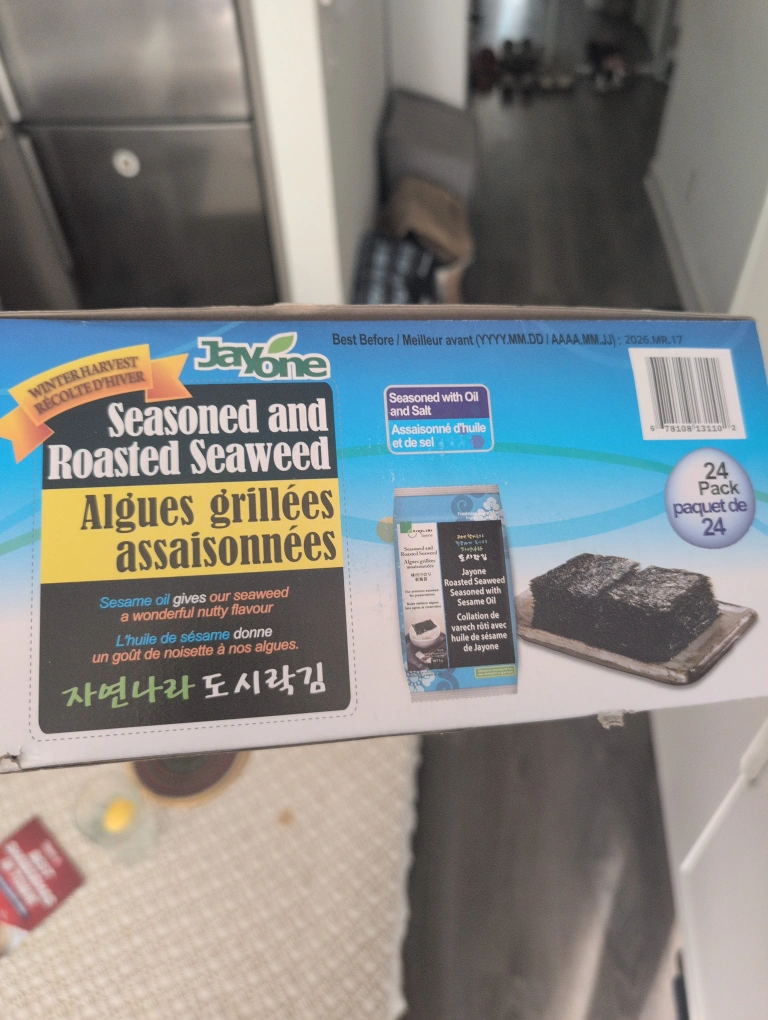 WINTER HARVEST
RÉCOLTE D'HIVER
Jayone
Seasoned and
Roasted Seaweed
Algues grillées
assaisonnées
Sesame oil gives our seaweed
a wonderful nutty flavour
L'huile de sésame donne
un goût de noisette à nos algues.
자연나라 도시락김
Best Before / Meilleur avant (YYYY.MM.DD / AAAA.MM.JJ) : 2026.MR.17
Seasoned with Oil
and Salt
Assaisonné d'huile
et de sel
Seasoned and
Roasted Seaweed
Algues grillées
assaisonnées
도시락김
Jayone
Roasted Seaweed
Seasoned with
Sesame Oil
Collation de
varech rôti avec
huile de sésame
de Jayone
24
Pack
paquet de
24